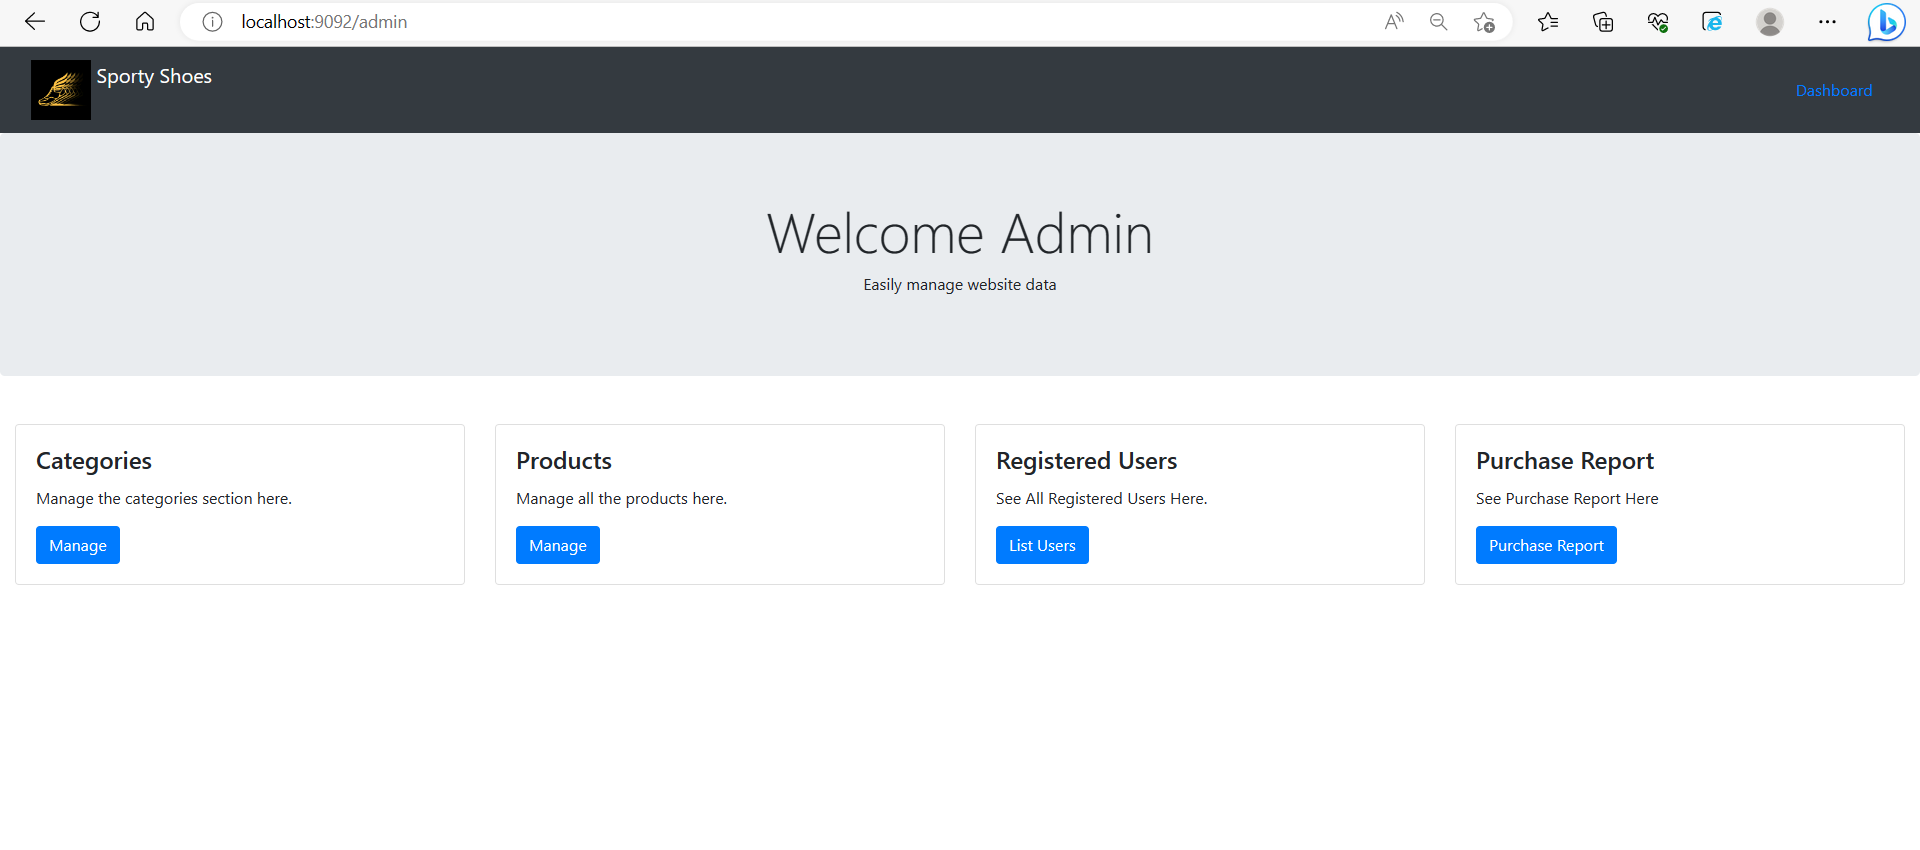 localhost:9092/admin
Sporty Shoes
Dashboard
Welcome Admin
Easily manage website data
Categories
Manage the categories section here.
Manage
Products
Manage all the products here.
Manage
Registered Users
See All Registered Users Here.
List Users
Purchase Report
See Purchase Report Here
Purchase Report